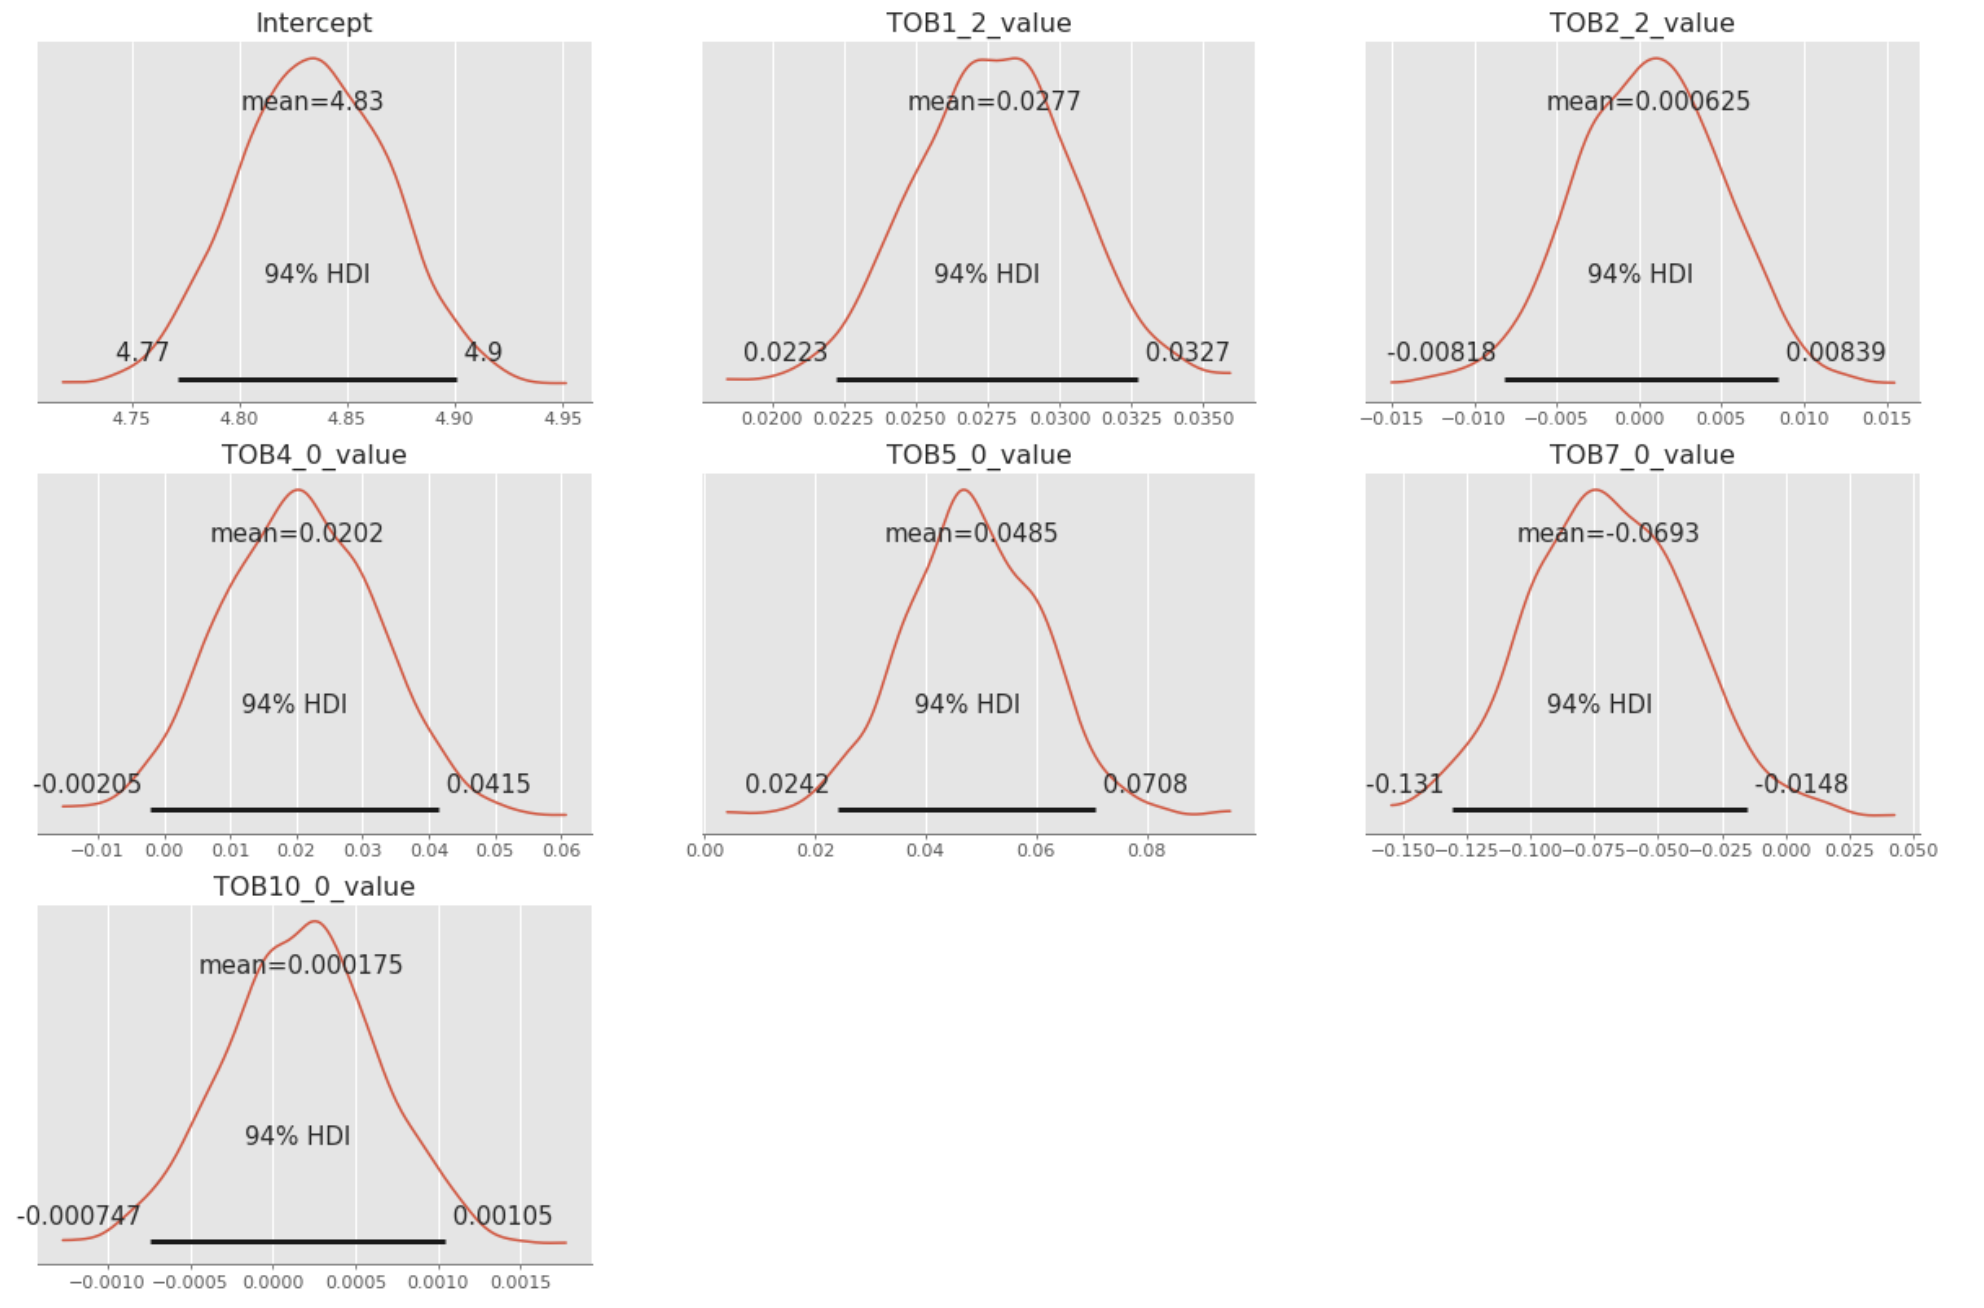 Intercept
mean=4.83
94% HDI
4.77 4.9
4.75 4.80 4.85 4.90 4.95
TOB1_2_value
mean=0.0277
94% HDI
0.0223 0.0327
0.0200 0.0225 0.0250 0.0275 0.0300 0.0325 0.0350
TOB2_2_value
mean=0.000625
94% HDI
-0.00818 0.00839
−0.015 −0.010 −0.005 0.000 0.005 0.010 0.015
TOB4_0_value
mean=0.0202
94% HDI
-0.00205 0.0415
−0.01 0.00 0.01 0.02 0.03 0.04 0.05 0.06
TOB5_0_value
mean=0.0485
94% HDI
0.0242 0.0708
0.00 0.02 0.04 0.06 0.08
TOB7_0_value
mean=-0.0693
94% HDI
-0.131 -0.0148
−0.150 −0.125 −0.100 −0.075 −0.050 −0.025 0.000 0.025 0.050
TOB10_0_value
mean=0.000175
94% HDI
-0.000747 0.00105
−0.0010 −0.0005 0.0000 0.0005 0.0010 0.0015